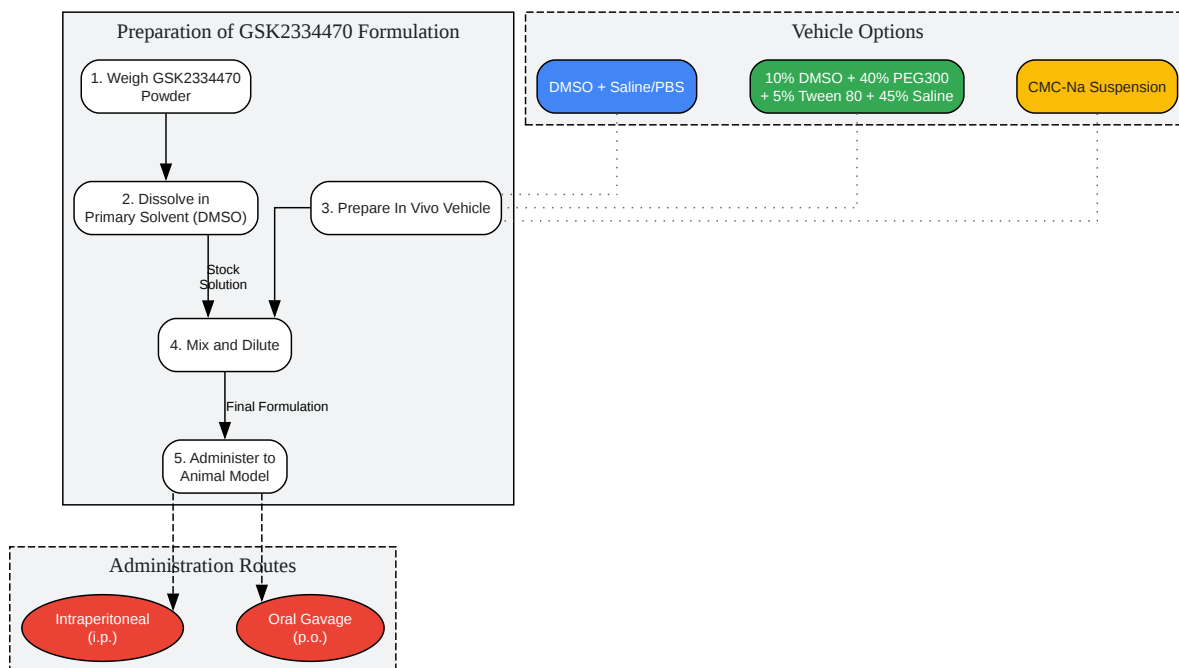 Preparation of GSK2334470 Formulation
1. Weigh GSK2334470
Powder
2. Dissolve in
Primary Solvent (DMSO)
3. Prepare In Vivo Vehicle
Stock
Solution
4. Mix and Dilute
Final Formulation
5. Administer to
Animal Model
Vehicle Options
DMSO + Saline/PBS
10% DMSO + 40% PEG300
+ 5% Tween 80 + 45% Saline
CMC-Na Suspension
Administration Routes
Intraperitoneal
(i.p.)
Oral Gavage
(p.o.)